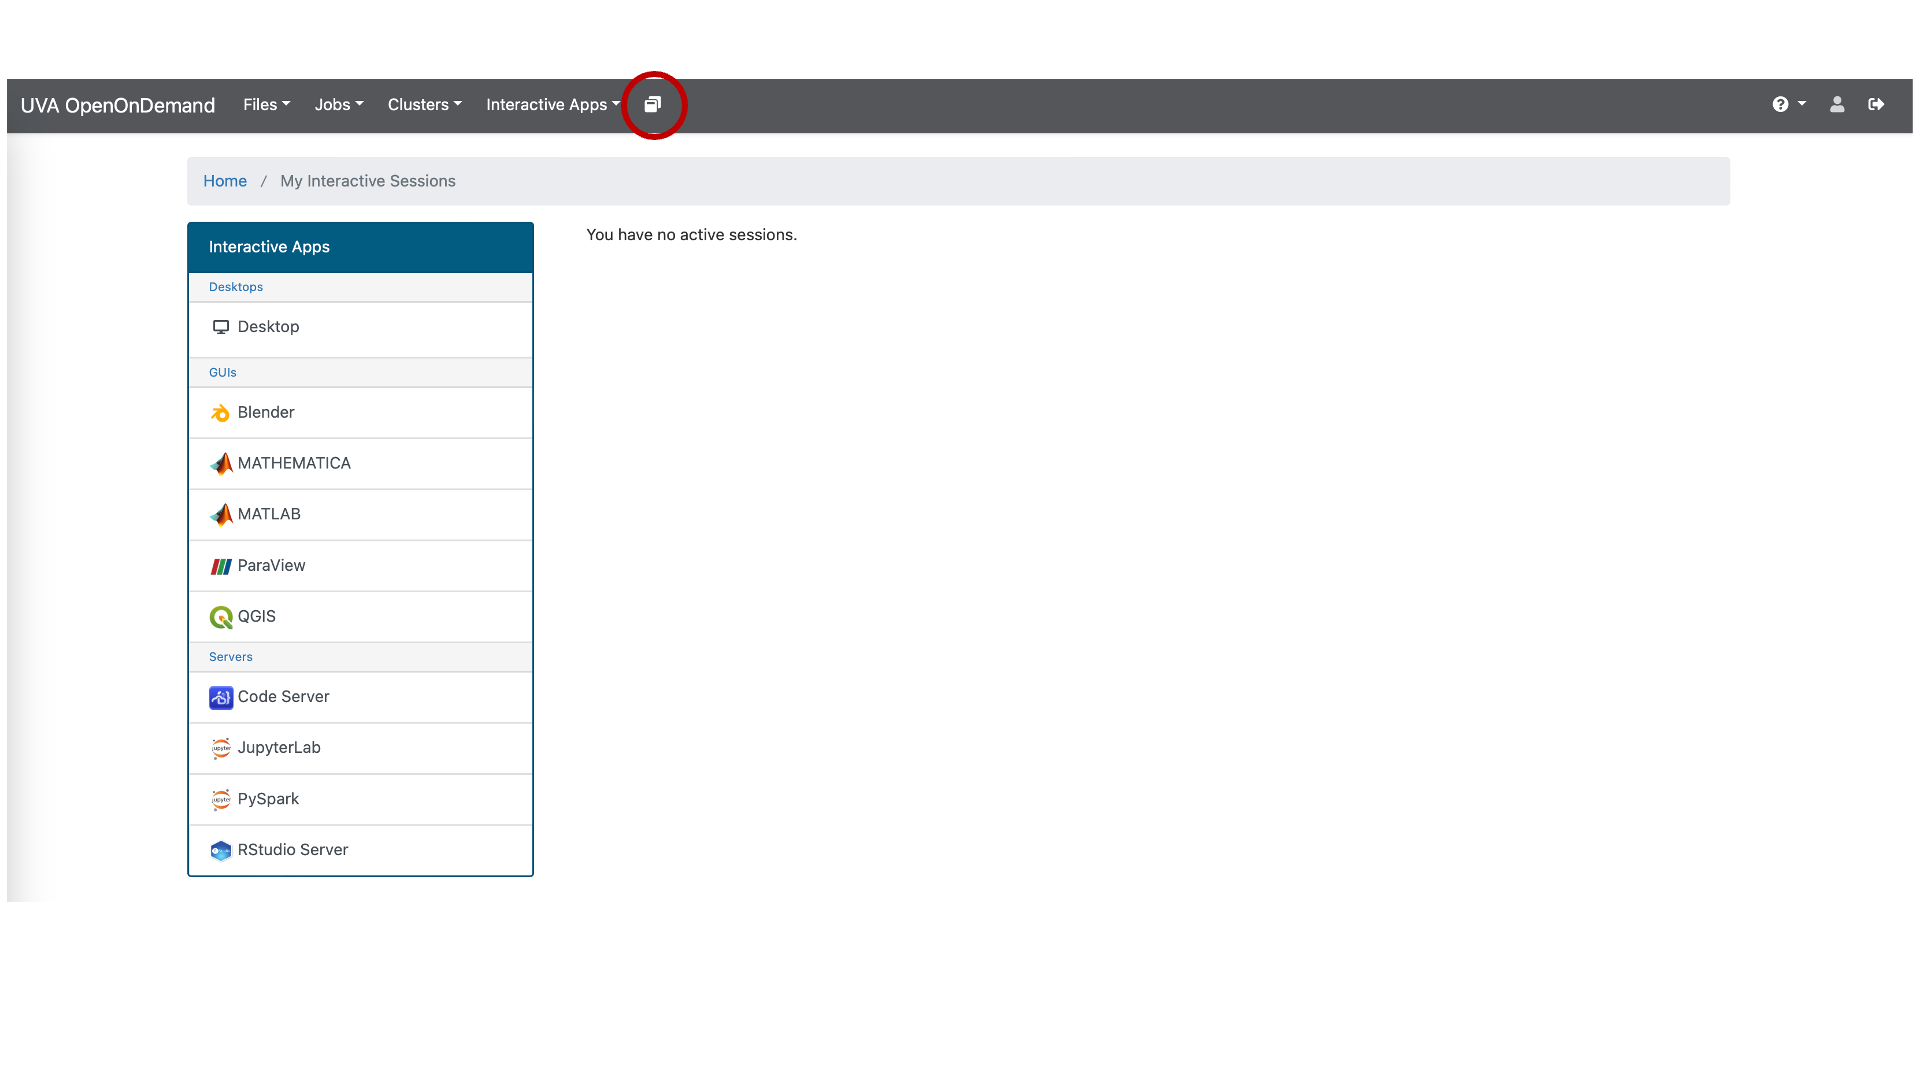 UVA OpenOnDemand Files Jobs Clusters Interactive Apps
Home / My Interactive Sessions
Interactive Apps
You have no active sessions.
Desktops
Desktop
GUIs
Blender
MATHEMATICA
MATLAB
ParaView
QGIS
Servers
Code Server
JupyterLab
PySpark
RStudio Server